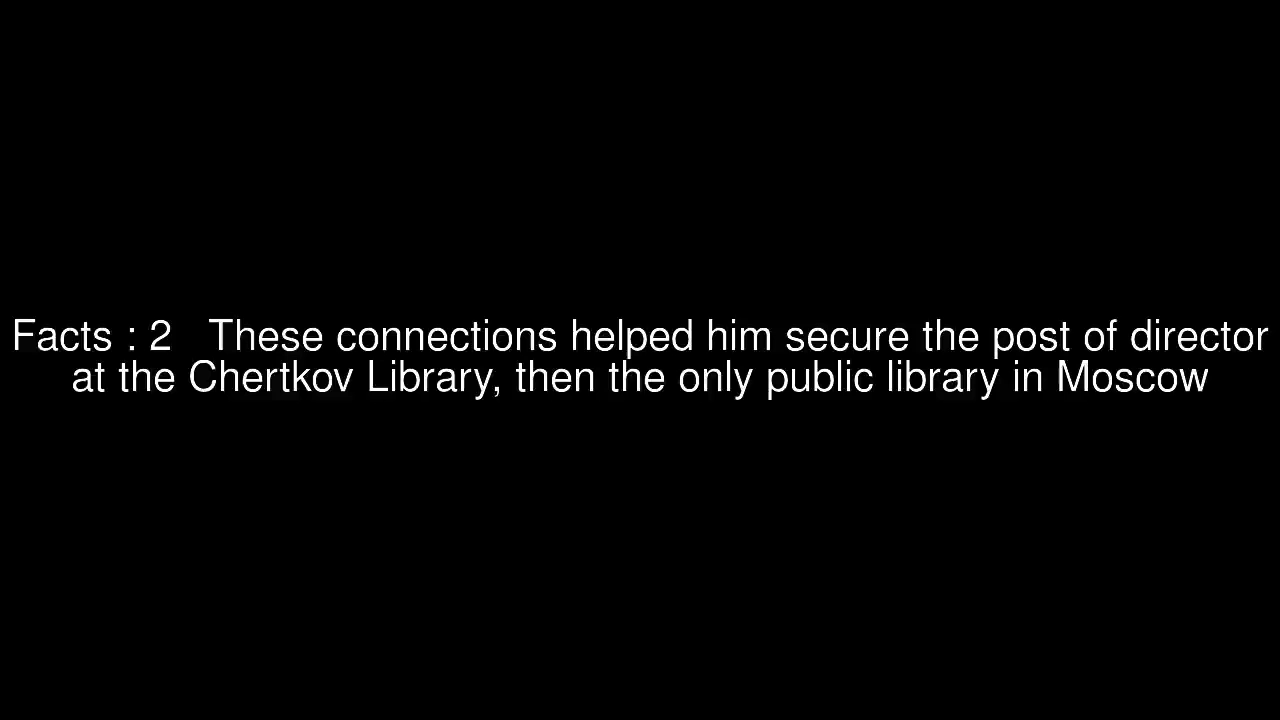 Facts : 2   These connections helped him secure the post of director
at the Chertkov Library, then the only public library in Moscow